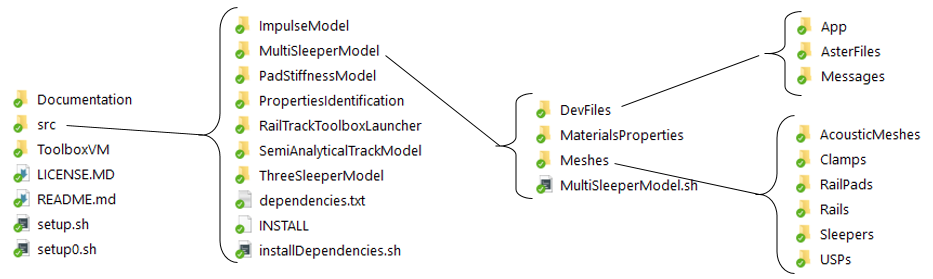 Documentation
src
ToolboxVM
LICENSE.MD
README.md
setup.sh
setup0.sh
ImpulseModel
MultiSleeperModel
PadStiffnessModel
PropertiesIdentification
RailTrackToolboxLauncher
SemiAnalyticalTrackModel
ThreeSleeperModel
dependencies.txt
INSTALL
installDependencies.sh
DevFiles
MaterialsProperties
Meshes
MultiSleeperModel.sh
App
AsterFiles
Messages
AcousticMeshes
Clamps
RailPads
Rails
Sleepers
USPs